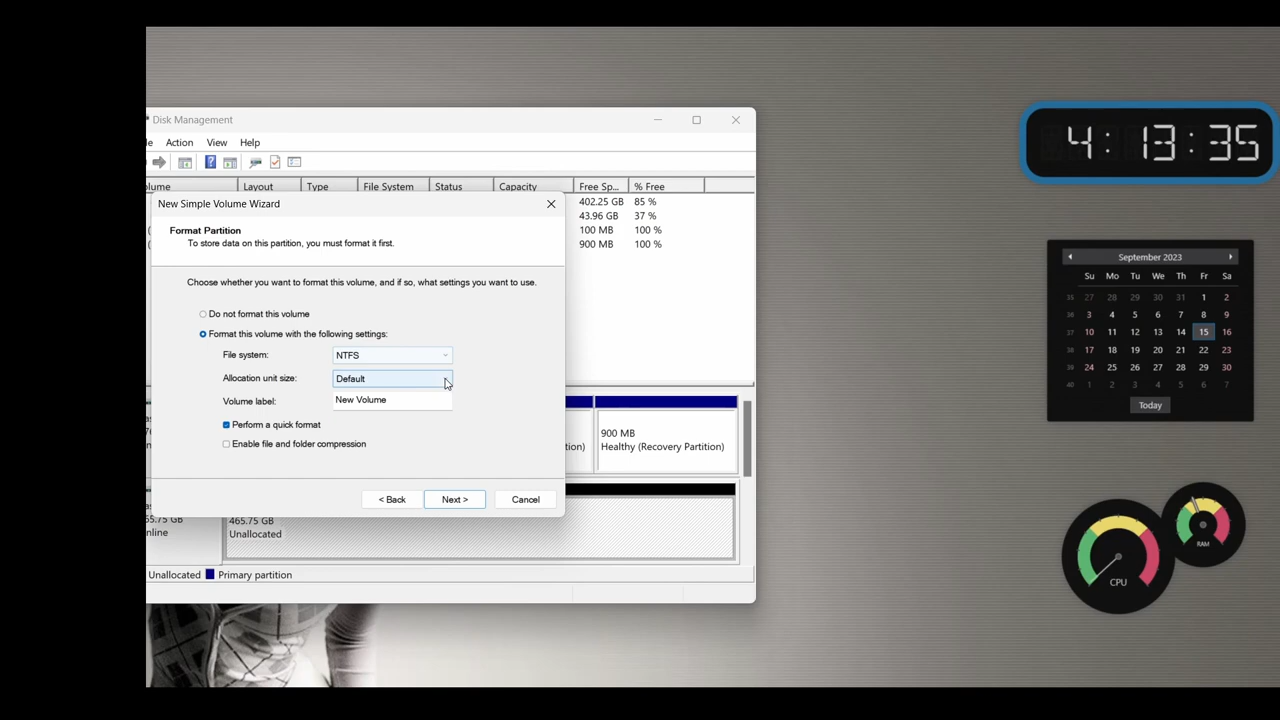 Disk Management
Action View Help
Layout Type File System Status Capacity Free Sp... % Free
New Simple Volume Wizard
402.25 GB 85 %
43.96 GB 37 %
100 MB 100 %
900 MB 100 %
Format Partition
To store data on this partition, you must format it first.
Choose whether you want to format this volume, and if so, what settings you want to use.
Do not format this volume
Format this volume with the following settings:
File system: NTFS
Allocation unit size: Default
Volume label: New Volume
Perform a quick format
Enable file and folder compression
< Back Next > Cancel
900 MB
Healthy (Recovery Partition)
465.75 GB
Unallocated
Unallocated Primary partition
4:13:35
September 2023
Su Mo Tu We Th Fr Sa
35 27 28 29 30 31 1 2
36 3 4 5 6 7 8 9
37 10 11 12 13 14 15 16
38 17 18 19 20 21 22 23
39 24 25 26 27 28 29 30
40 1 2 3 4 5 6 7
Today
RAM
CPU